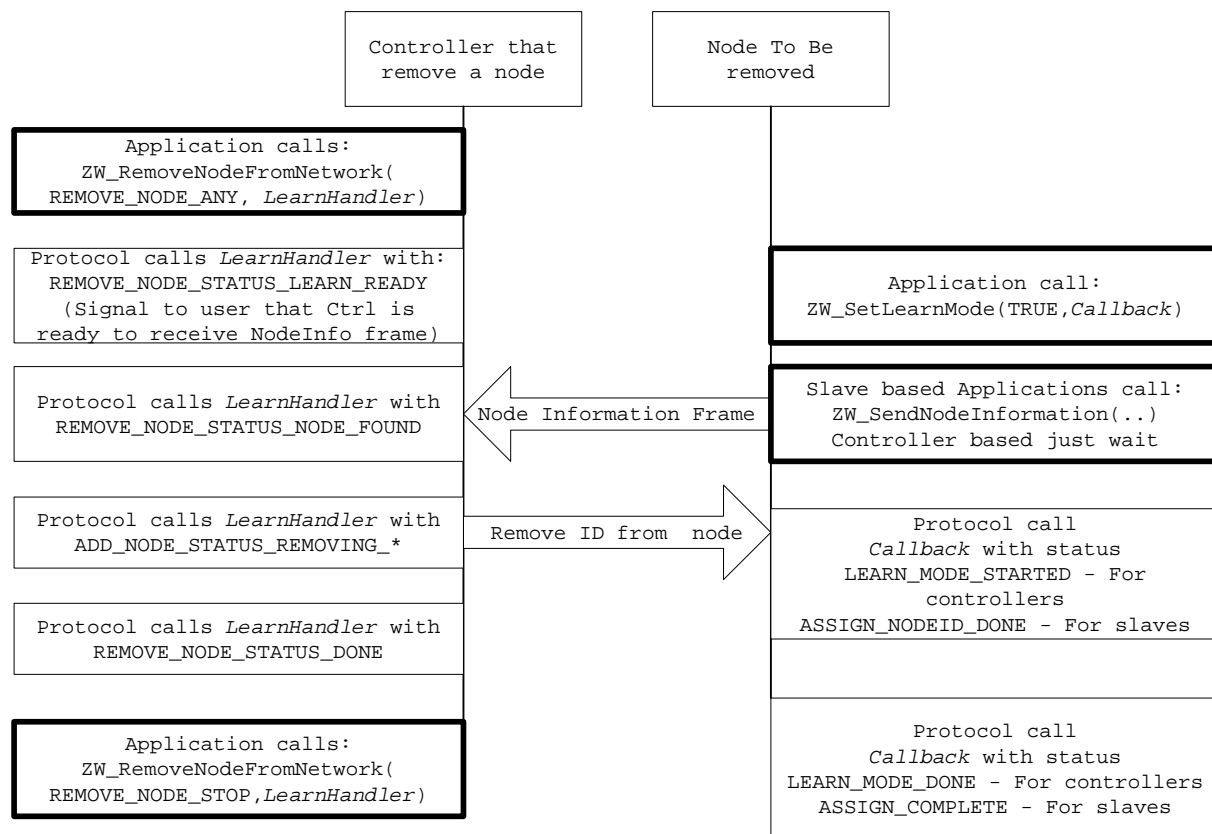 Controller that
remove a node
Node To Be
removed
Application calls:
ZW_RemoveNodeFromNetwork(
REMOVE_NODE_ANY, LearnHandler)
Protocol calls LearnHandler with:
REMOVE_NODE_STATUS_LEARN_READY
(Signal to user that Ctrl is
ready to receive NodeInfo frame)
Application call:
ZW_SetLearnMode(TRUE,Callback)
Protocol calls LearnHandler with
REMOVE_NODE_STATUS_NODE_FOUND
Node Information Frame
Slave based Applications call:
ZW_SendNodeInformation(..)
Controller based just wait
Protocol calls LearnHandler with
ADD_NODE_STATUS_REMOVING_*
Remove ID from node
Protocol call
Callback with status
LEARN_MODE_STARTED - For
controllers
ASSIGN_NODEID_DONE - For slaves
Protocol calls LearnHandler with
REMOVE_NODE_STATUS_DONE
Application calls:
ZW_RemoveNodeFromNetwork(
REMOVE_NODE_STOP,LearnHandler)
Protocol call
Callback with status
LEARN_MODE_DONE - For controllers
ASSIGN_COMPLETE - For slaves